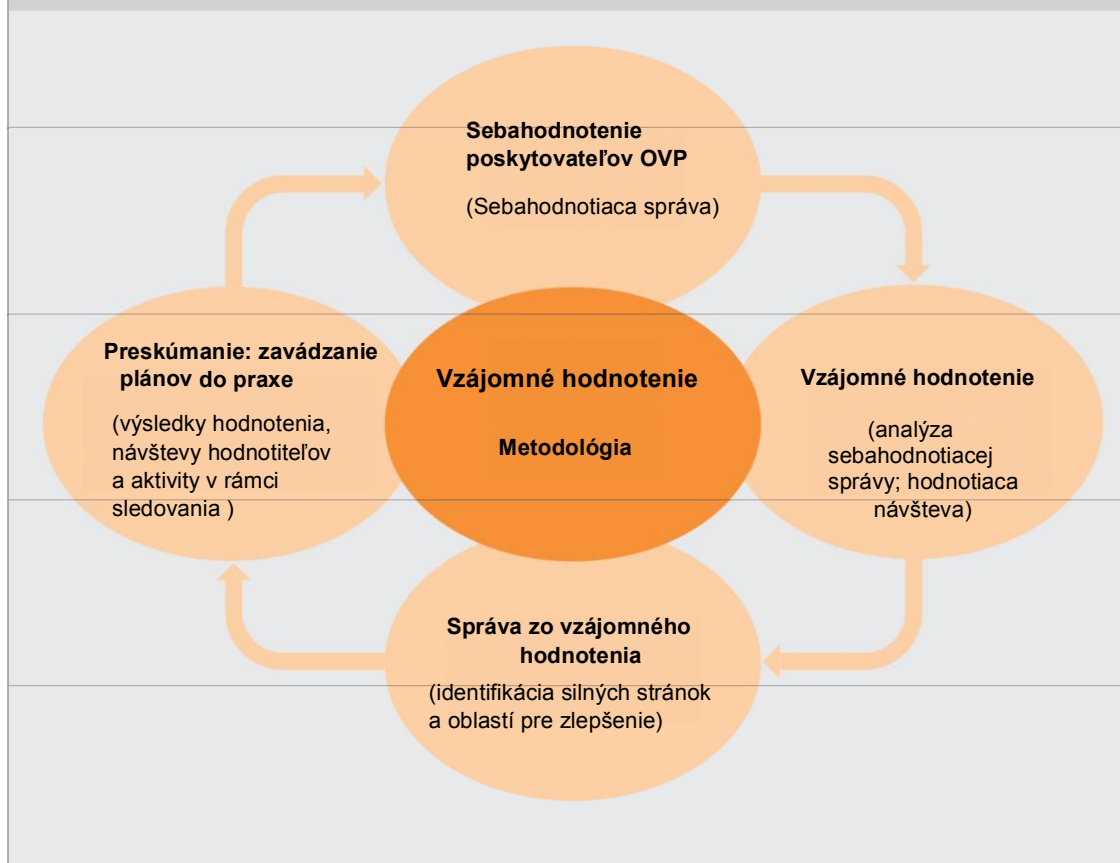 Sebahodnotenie
poskytovateľov OVP
(Sebahodnotiaca správa)
Preskúmanie: zavádzanie
plánov do praxe
(výsledky hodnotenia,
návštevy hodnotiteľov
a aktivity v rámci
sledovania )
Vzájomné hodnotenie
Metodológia
Vzájomné hodnotenie
(analýza
sebahodnotiacej
správy; hodnotiaca
návšteva)
Správa zo vzájomného
hodnotenia
(identifikácia silných stránok
a oblastí pre zlepšenie)